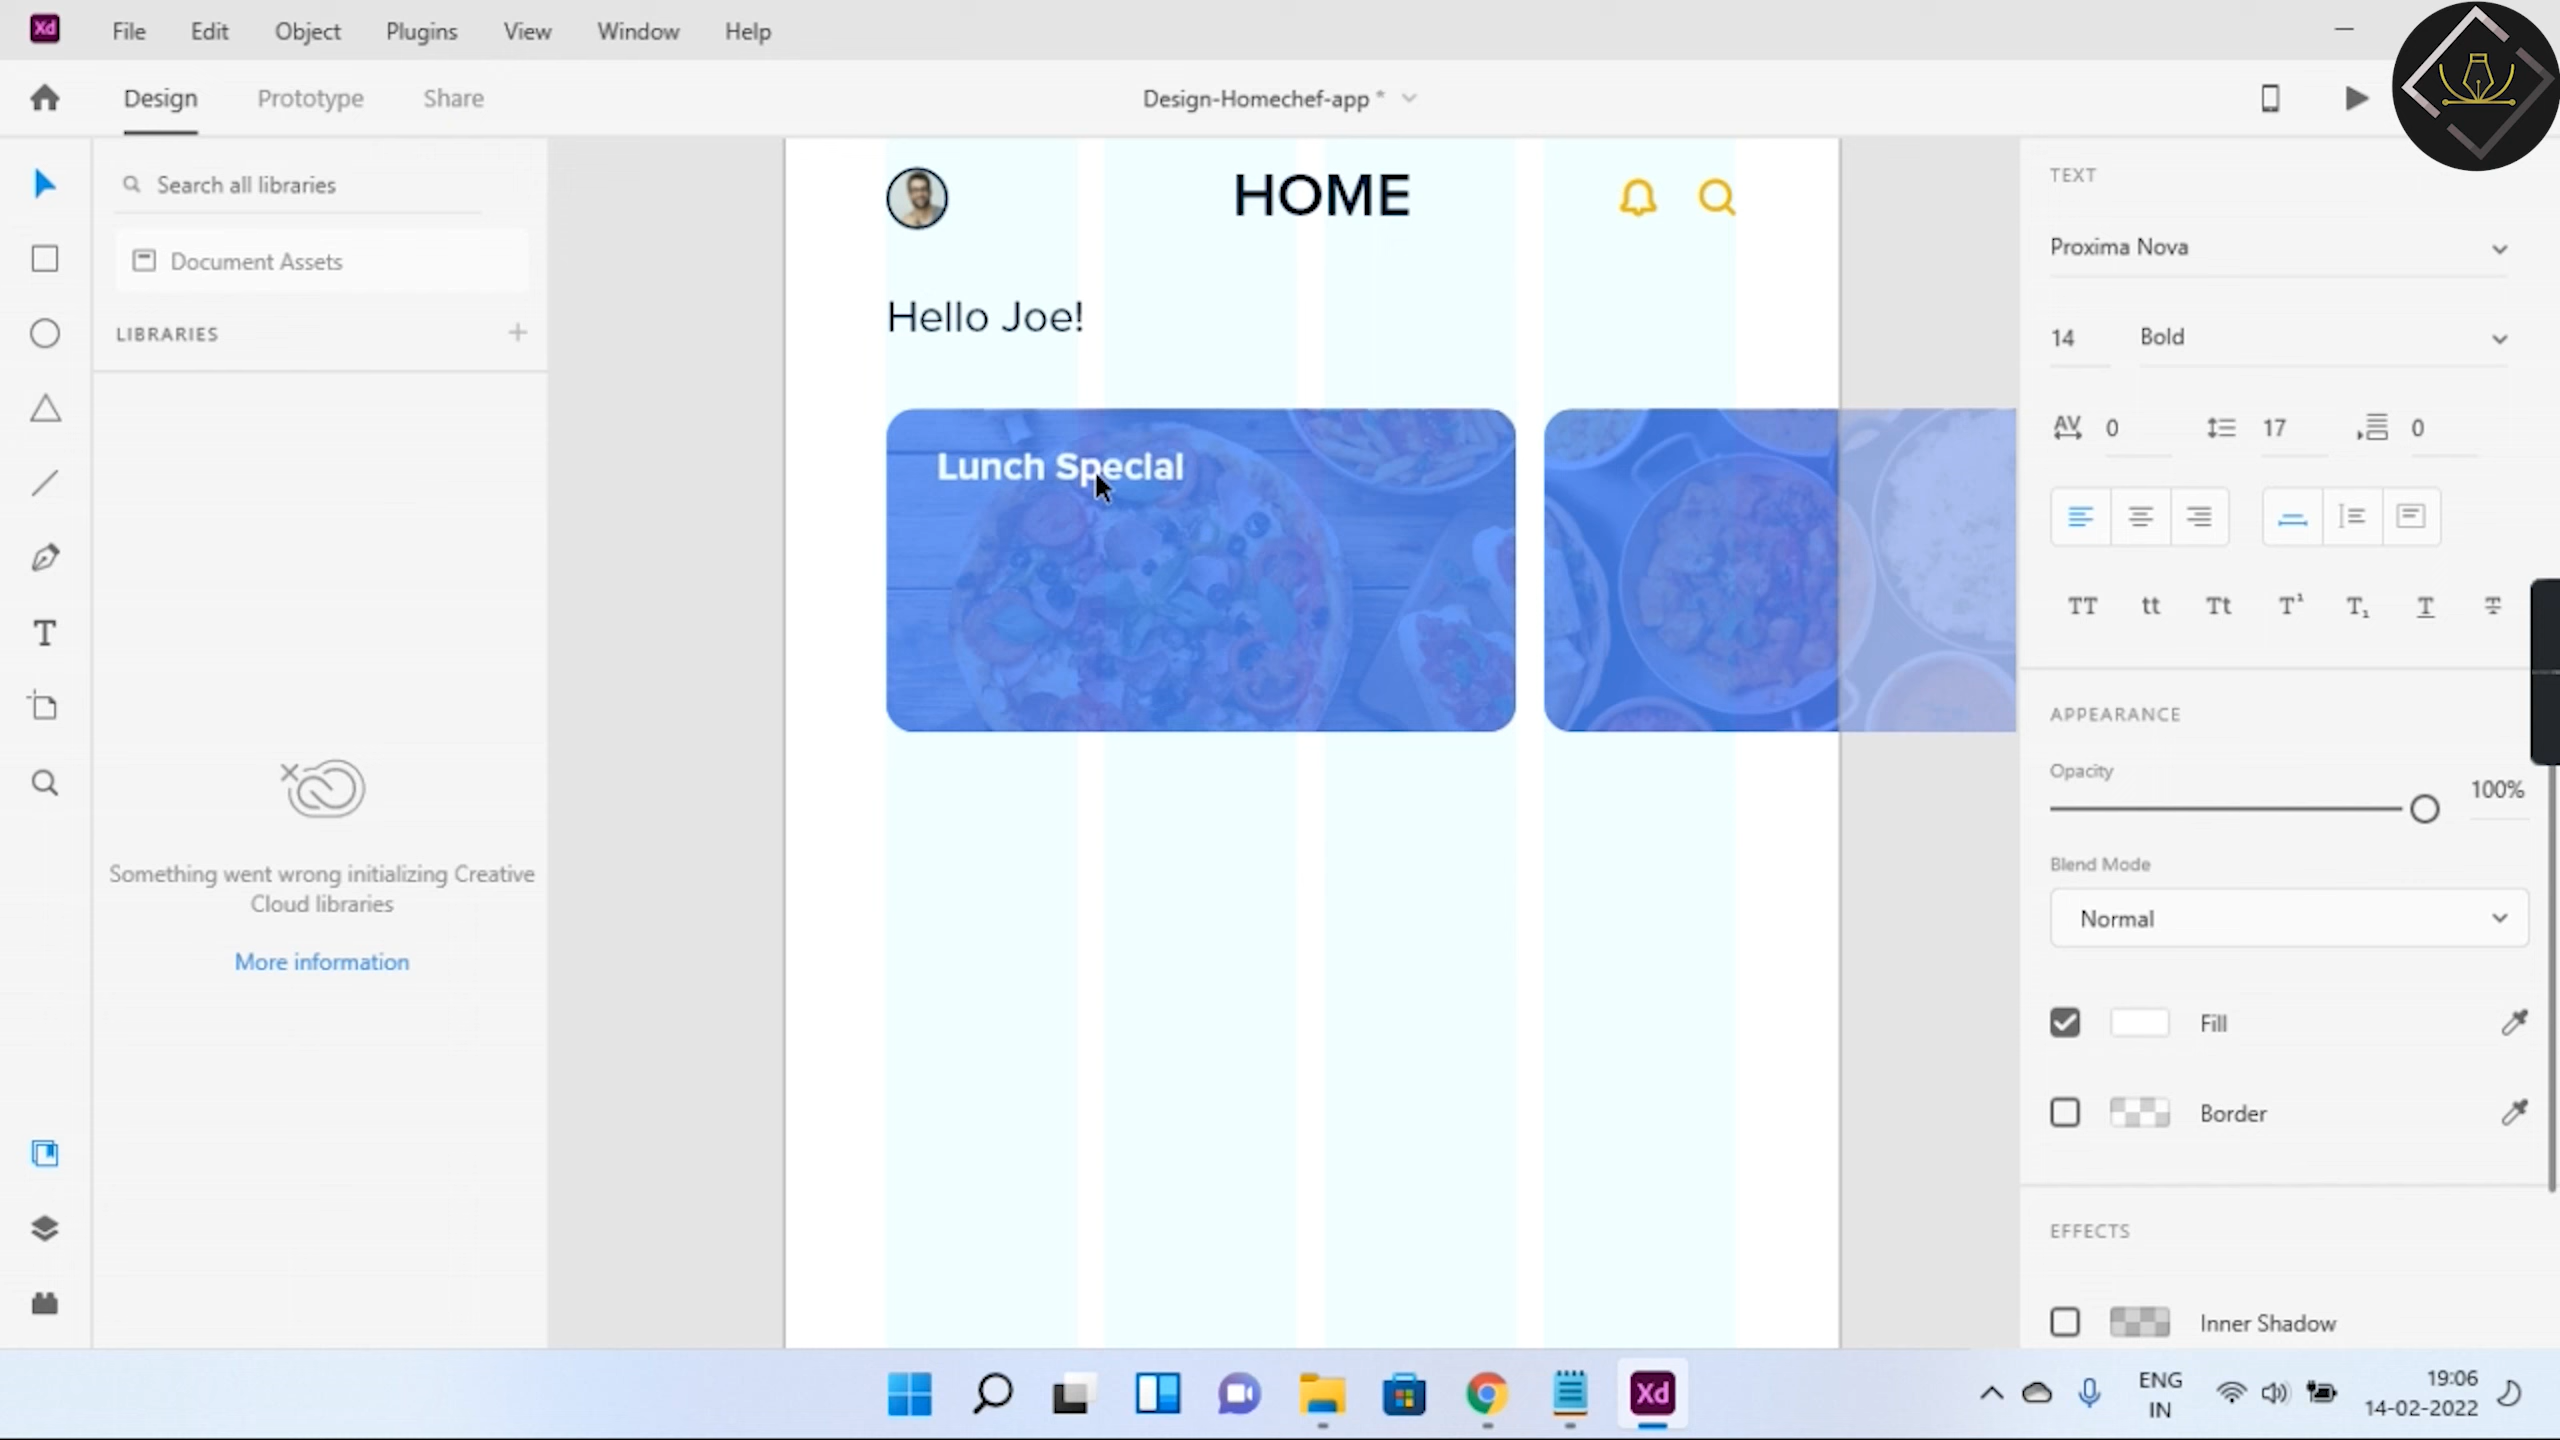 Xd File Edit Object Plugins View Window Help
Design Prototype Share
Design-Homechef-app *
Search all libraries
Document Assets
LIBRARIES
Something went wrong initializing Creative
Cloud libraries
More information
HOME
Hello Joe!
Lunch Special
TEXT
Proxima Nova
14 Bold
AV 0 17 0
TT tt Tt T¹ T₁ T T
APPEARANCE
Opacity
100%
Blend Mode
Normal
Fill
Border
EFFECTS
Inner Shadow
Xd
ENG
IN
19:06
14-02-2022